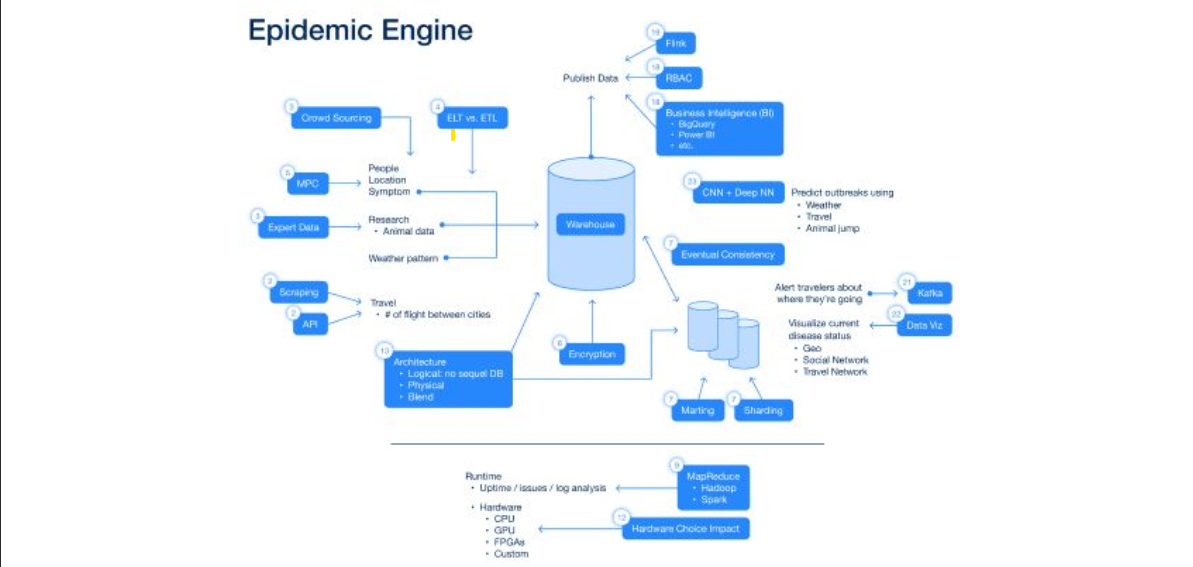 Epidemic Engine
19
Flink
Publish Data
18
RBAC
18
Business Intelligence (BI)
• BigQuery
• Power BI
• etc.
3
Crowd Sourcing
4
ELT vs. ETL
5
MPC
People
Location
Symptom
3
Expert Data
Research
• Animal data
Weather pattern
Warehouse
23
CNN + Deep NN
Predict outbreaks using
• Weather
• Travel
• Animal jump
7
Eventual Consistency
2
Scraping
2
API
Travel
• # of flight between cities
Alert travelers about
where they're going
21
Kafka
22
Data Viz
Visualize current
disease status
• Geo
• Social Network
• Travel Network
13
Architecture
• Logical: no sequel DB
• Physical
• Blend
6
Encryption
7
Marting
7
Sharding
Runtime
• Uptime / issues / log analysis
• Hardware
• CPU
• GPU
• FPGAs
• Custom
9
MapReduce
• Hadoop
• Spark
12
Hardware Choice Impact